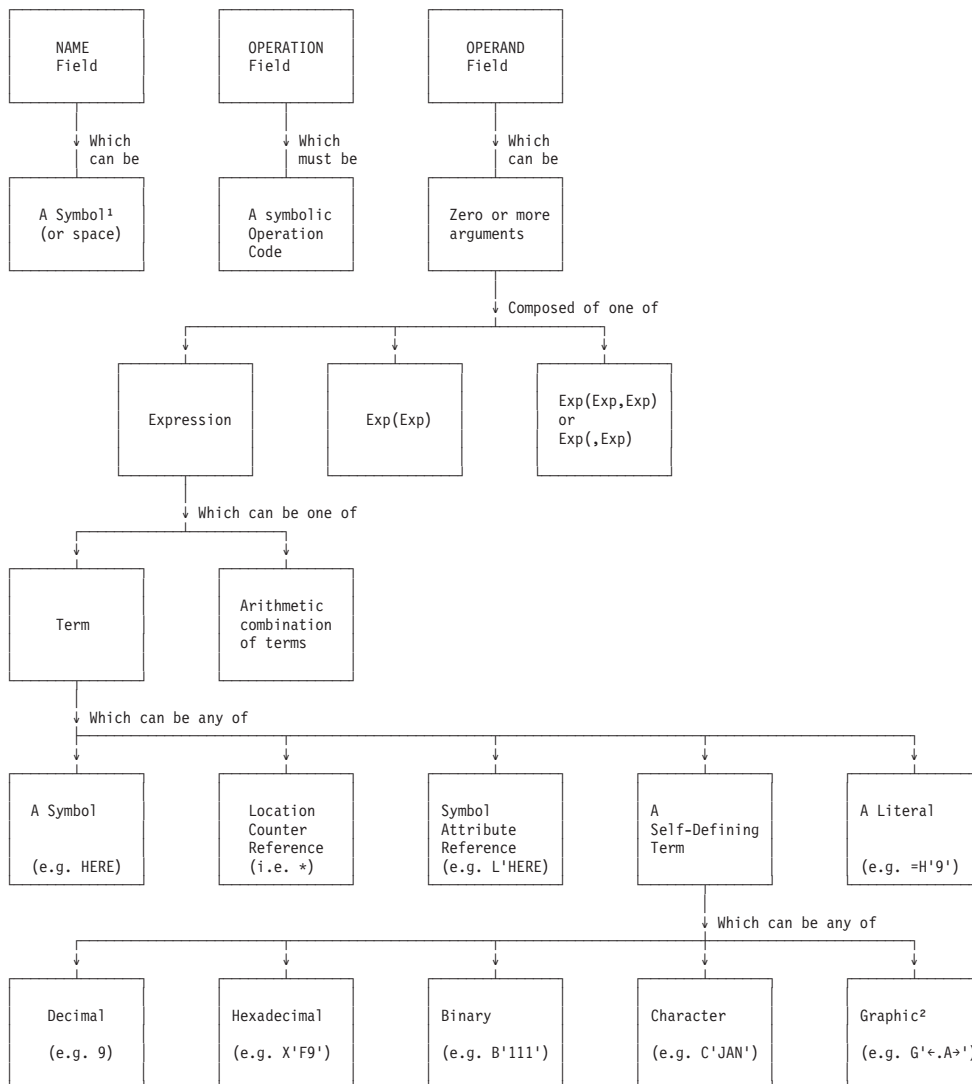 NAME Field
OPERATION Field
OPERAND Field
Which can be
Which must be
Which can be
A Symbol¹ (or space)
A symbolic Operation Code
Zero or more arguments
Composed of one of
Expression
Exp(Exp)
Exp(Exp,Exp) or Exp(,Exp)
Which can be one of
Term
Arithmetic combination of terms
Which can be any of
A Symbol (e.g. HERE)
Location Counter Reference (i.e. *)
Symbol Attribute Reference (e.g. L'HERE)
A Self-Defining Term
A Literal (e.g. =H'9')
Which can be any of
Decimal (e.g. 9)
Hexadecimal (e.g. X'F9')
Binary (e.g. B'111')
Character (e.g. C'JAN')
Graphic² (e.g. G'←.A→')